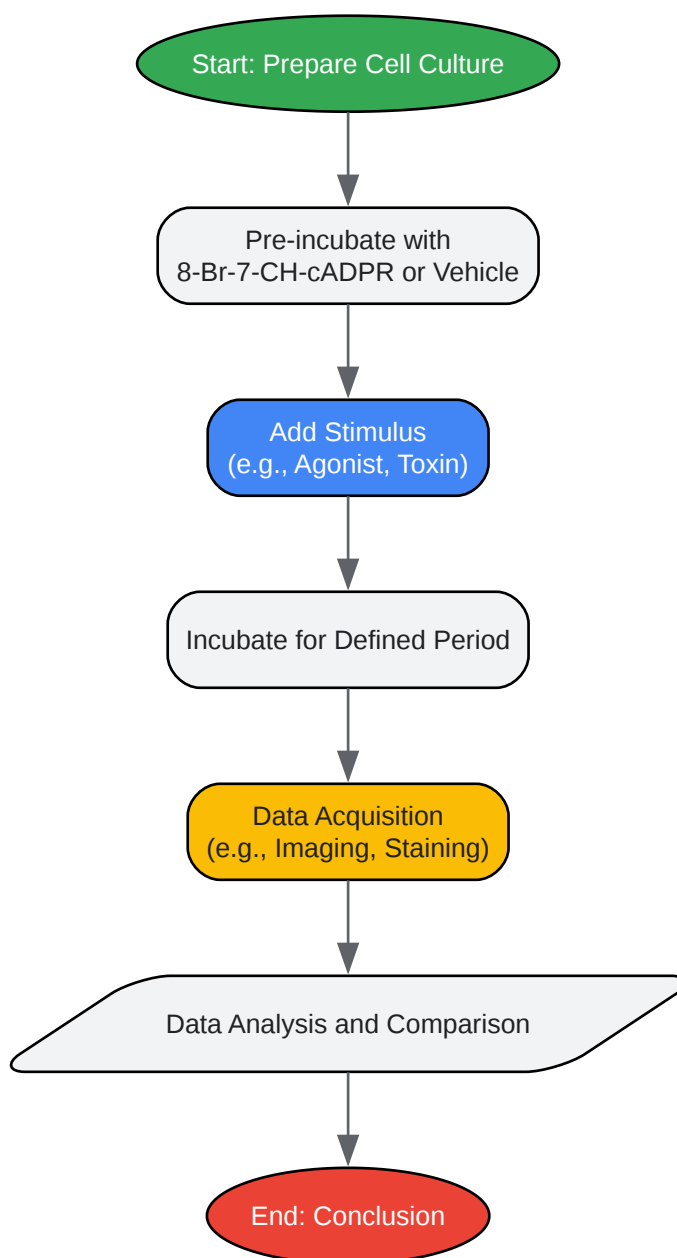 Start: Prepare Cell Culture
Pre-incubate with
8-Br-7-CH-cADPR or Vehicle
Add Stimulus
(e.g., Agonist, Toxin)
Incubate for Defined Period
Data Acquisition
(e.g., Imaging, Staining)
Data Analysis and Comparison
End: Conclusion